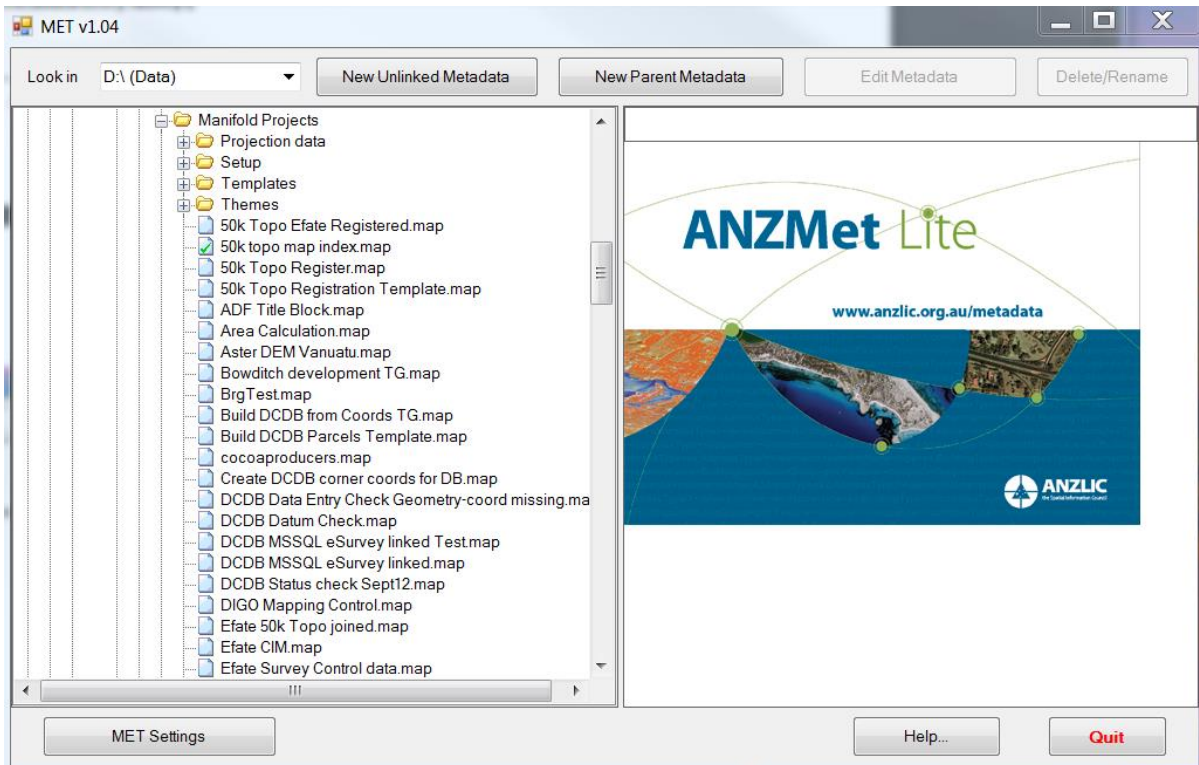 MET v1.04
Look in D:\ (Data) New Unlinked Metadata New Parent Metadata Edit Metadata Delete/Rename
Manifold Projects
Projection data
Setup
Templates
Themes
50k Topo Efate Registered.map
50k topo map index.map
50k Topo Register.map
50k Topo Registration Template.map
ADF Title Block.map
Area Calculation.map
Aster DEM Vanuatu.map
Bowditch development TG.map
BrgTest.map
Build DCDB from Coords TG.map
Build DCDB Parcels Template.map
cocoaproducers.map
Create DCDB corner coords for DB.map
DCDB Data Entry Check Geometry-coord missing.ma
DCDB Datum Check.map
DCDB MSSQL eSurvey linked Test.map
DCDB MSSQL eSurvey linked.map
DCDB Status check Sept12.map
DIGO Mapping Control.map
Efate 50k Topo joined.map
Efate CIM.map
Efate Survey Control data.map
ANZMet Lite
www.anzlic.org.au/metadata
ANZLIC
the Spatial Information Council
MET Settings Help... Quit